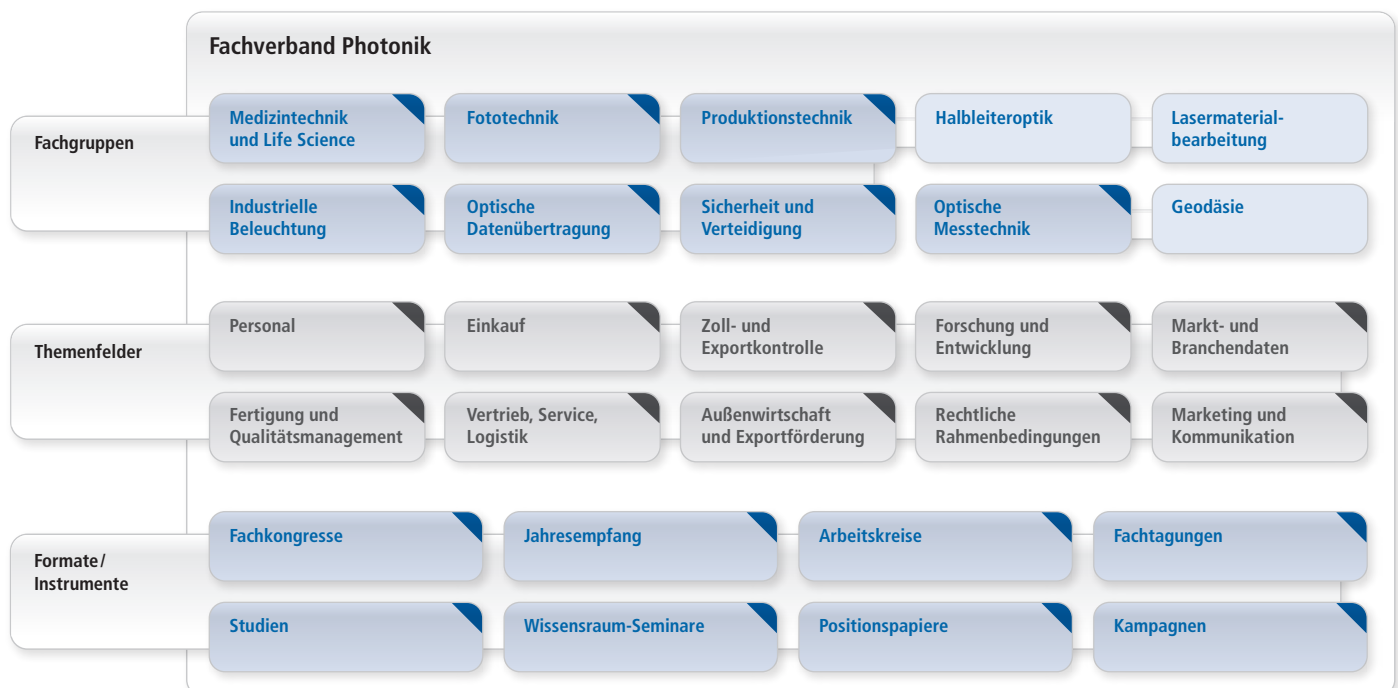 Fachverband Photonik
Fachgruppen
Medizintechnik
und Life Science
Fototechnik
Produktionstechnik
Halbleiteroptik
Lasermaterial-
bearbeitung
Industrielle
Beleuchtung
Optische
Datenübertragung
Sicherheit und
Verteidigung
Optische
Messtechnik
Geodäsie
Themenfelder
Personal
Einkauf
Zoll- und
Exportkontrolle
Forschung und
Entwicklung
Markt- und
Branchendaten
Fertigung und
Qualitätsmanagement
Vertrieb, Service,
Logistik
Außenwirtschaft
und Exportförderung
Rechtliche
Rahmenbedingungen
Marketing und
Kommunikation
Formate/
Instrumente
Fachkongresse
Jahresempfang
Arbeitskreise
Fachtagungen
Studien
Wissensraum-Seminare
Positionspapiere
Kampagnen